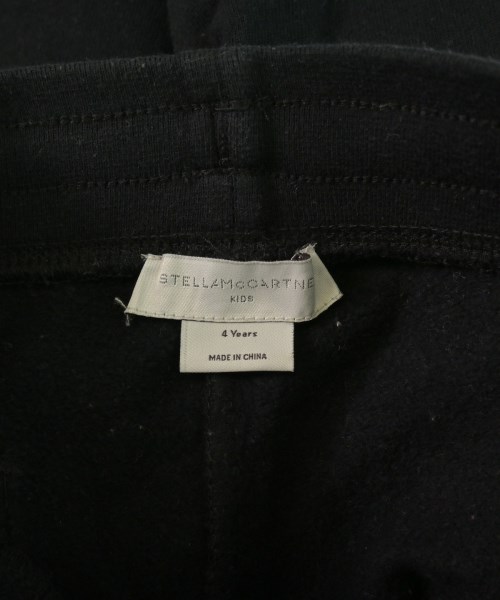 STELLAMcCARTNE
KIDS
4 Years
MADE IN CHINA